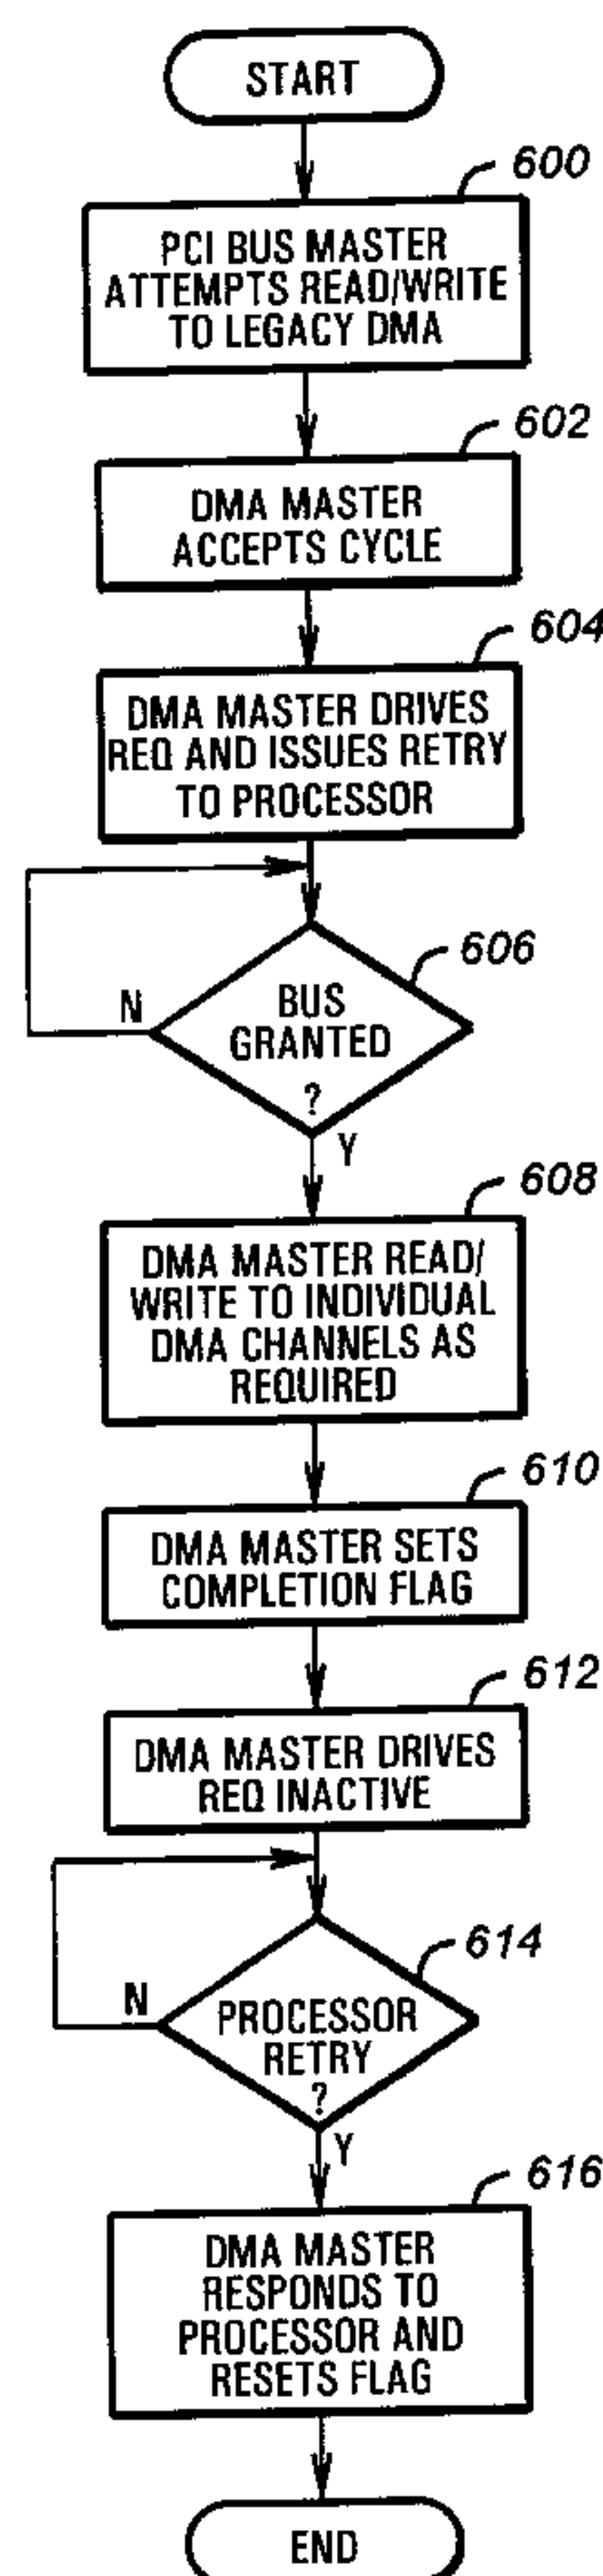 START
600
PCI BUS MASTER
ATTEMPTS READ/WRITE
TO LEGACY DMA
602
DMA MASTER
ACCEPTS CYCLE
604
DMA MASTER DRIVES
REQ AND ISSUES RETRY
TO PROCESSOR
606
BUS
GRANTED
?
N
Y
608
DMA MASTER READ/
WRITE TO INDIVIDUAL
DMA CHANNELS AS
REQUIRED
610
DMA MASTER SETS
COMPLETION FLAG
612
DMA MASTER DRIVES
REQ INACTIVE
614
PROCESSOR
RETRY
?
N
Y
616
DMA MASTER
RESPONDS TO
PROCESSOR AND
RESETS FLAG
END